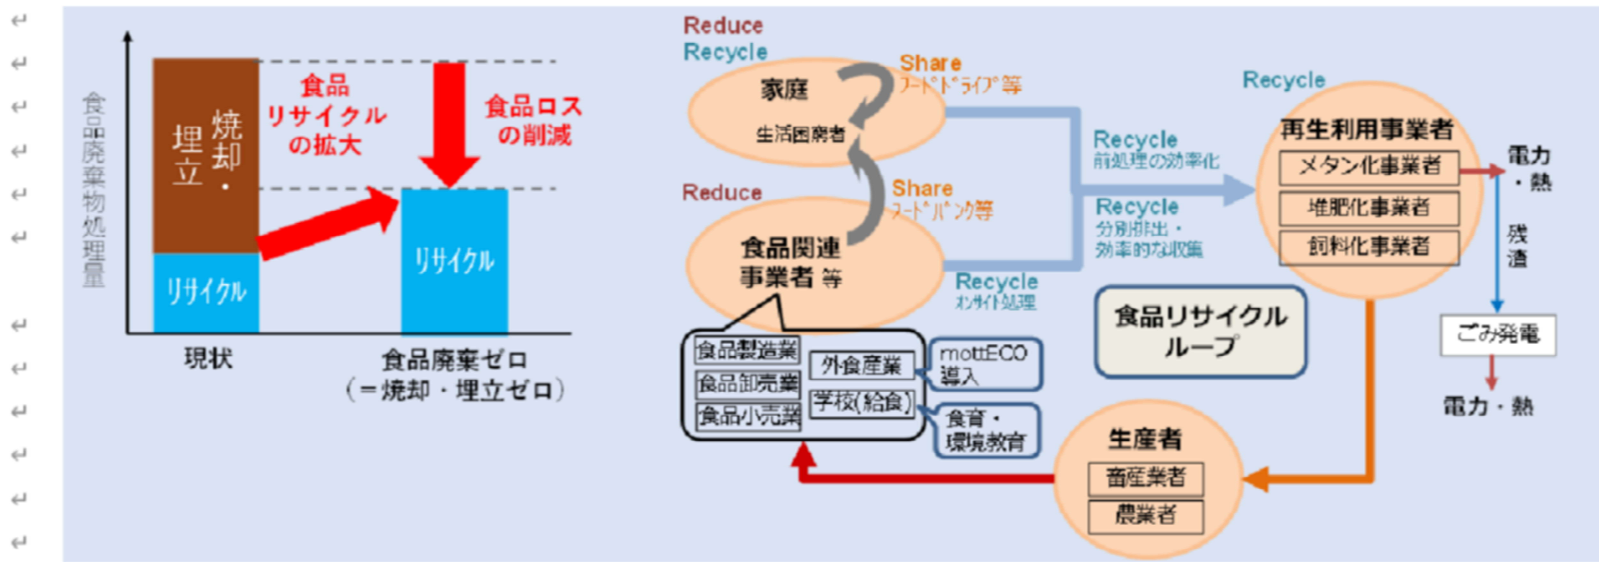 食品廃棄物処理量
焼却・
埋立
リサイクル
食品
リサイクル
の拡大
食品ロス
の削減
リサイクル
現状
食品廃棄ゼロ
(=焼却・埋立ゼロ)
Reduce
Recycle
家庭
生活困窮者
Share
フードドライブ等
Reduce
Share
フードバンク等
食品関連
事業者 等
Recycle
オンサイト処理
食品製造業
食品卸売業
食品小売業
外食産業
学校(給食)
mottECO
導入
食育・
環境教育
Recycle
前処理の効率化
Recycle
分別排出・
効率的な収集
Recycle
再生利用事業者
メタン化事業者
堆肥化事業者
飼料化事業者
電力
・熱
残渣
ごみ発電
電力・熱
食品リサイクル
ループ
生産者
畜産業者
農業者